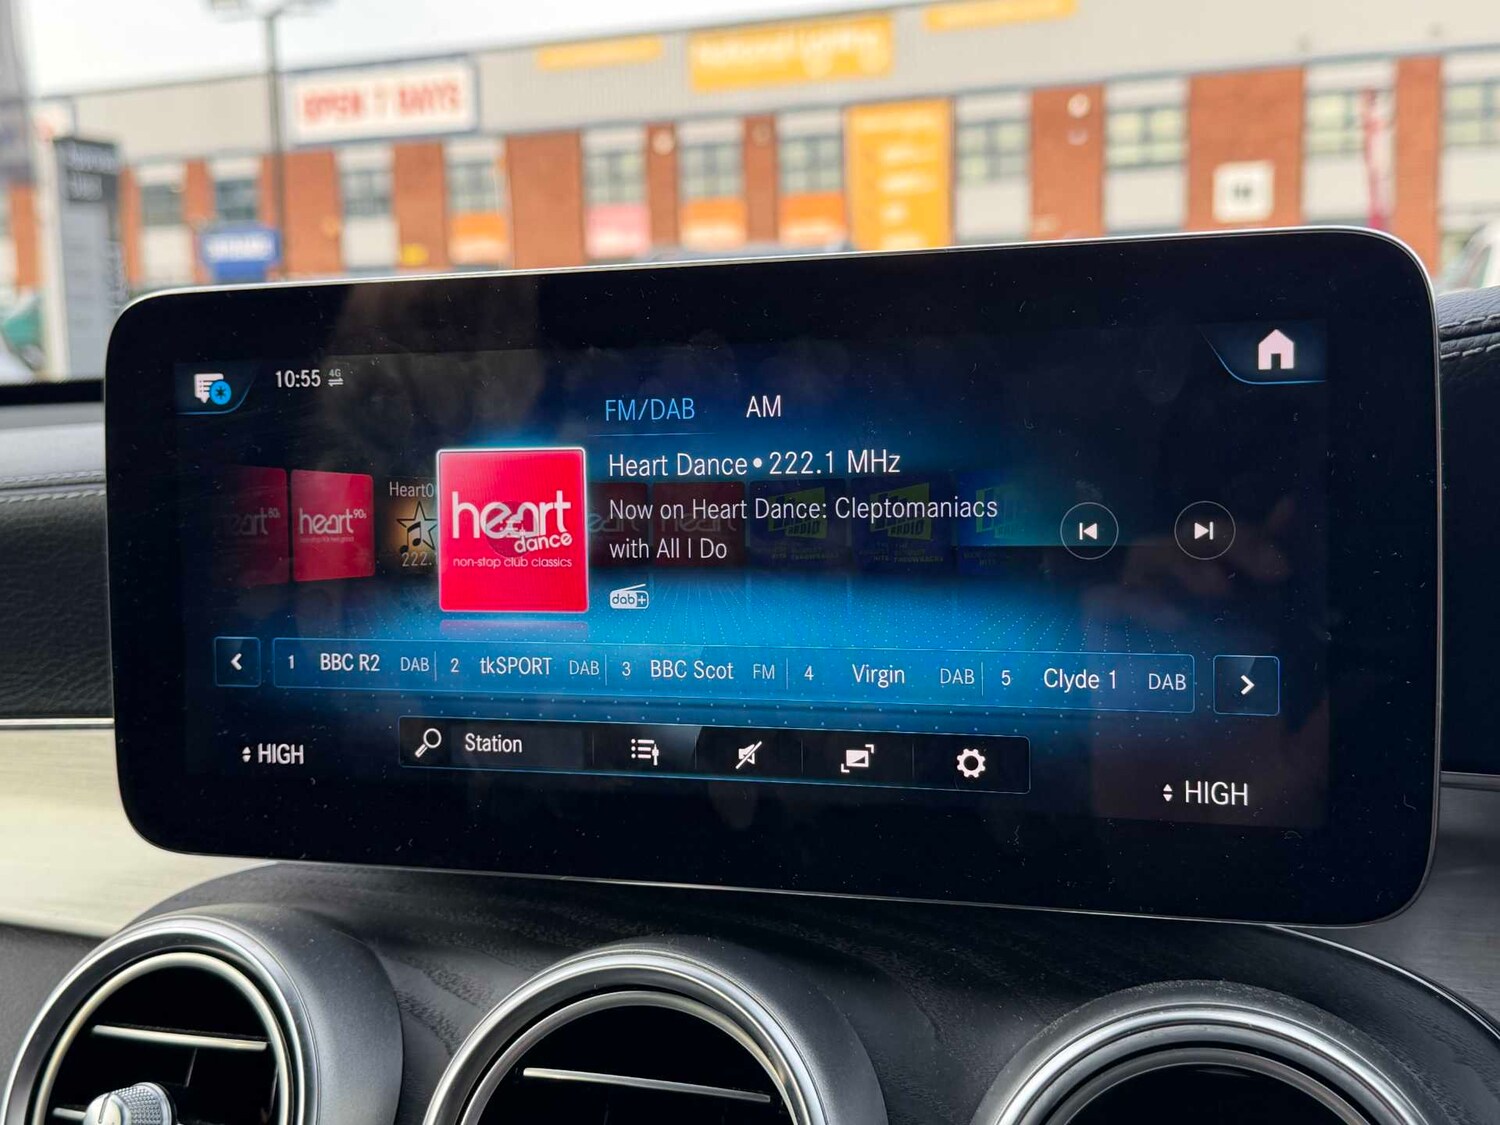 OPEN 7 DAYS
10:55 4G
FM/DAB AM
Heart Dance • 222.1 MHz
Now on Heart Dance: Cleptomaniacs
with All I Do
dab+
heart 80s
heart 90s
HeartO
222.
heart
dance
non-stop club classics
heart
1 BBC R2 DAB 2 tkSPORT DAB 3 BBC Scot FM 4 Virgin DAB 5 Clyde 1 DAB
Station
HIGH
HIGH